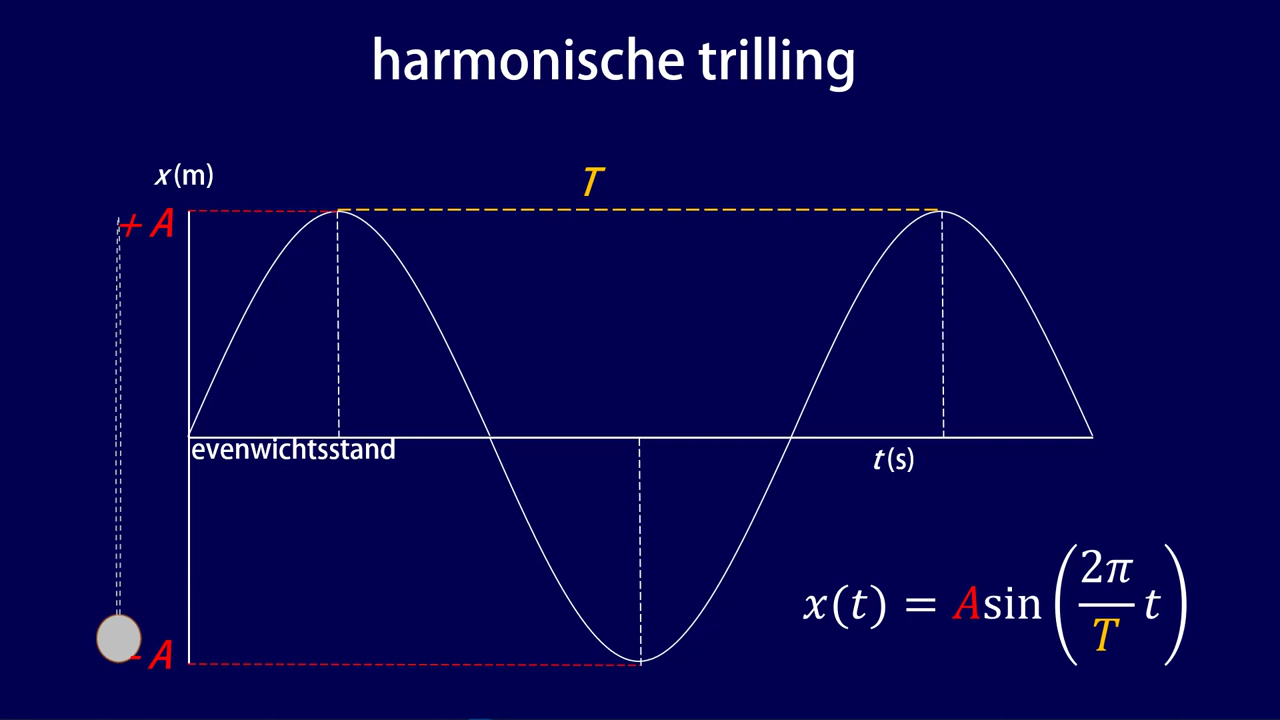 harmonische trilling
x (m)
T
+ A
evenwichtsstand
t (s)
x(t) = A sin(2π/T t)
- A